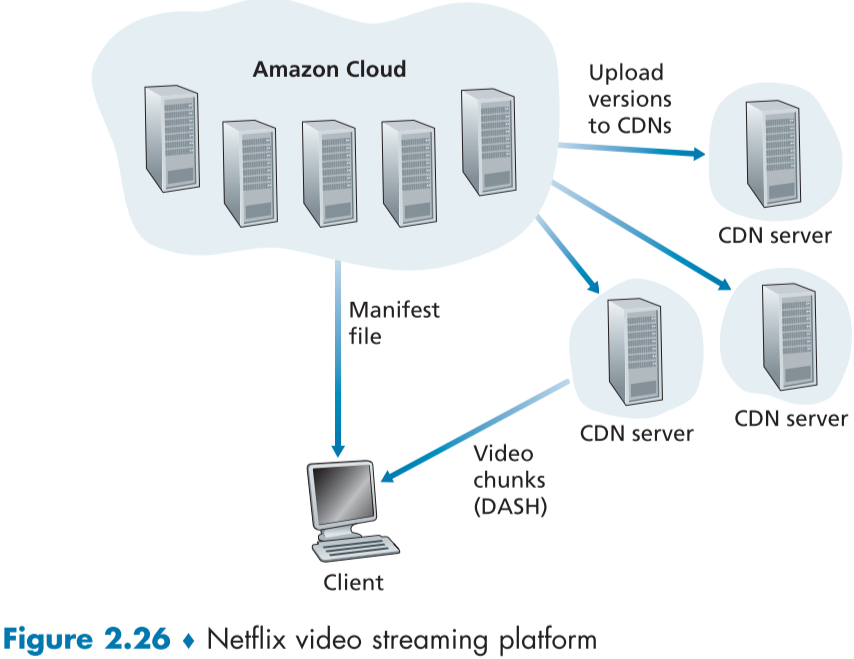 Amazon Cloud
Upload
versions
to CDNs
CDN server
Manifest
file
CDN server
CDN server
Video
chunks
(DASH)
Client
Figure 2.26 ♦ Netflix video streaming platform